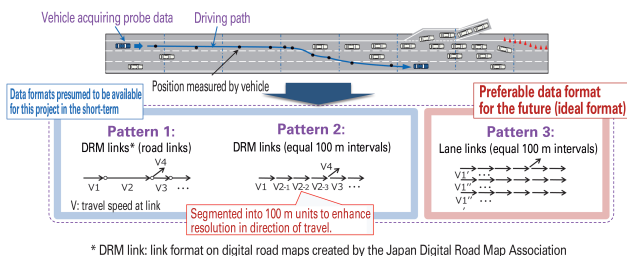 Vehicle acquiring probe data
Driving path
Position measured by vehicle
Data formats presumed to be available
for this project in the short-term
Preferable data format
for the future (ideal format)
Pattern 1:
DRM links* (road links)
V4
V1 V2 V3 ···
V: travel speed at link
Pattern 2:
DRM links (equal 100 m intervals)
V4
V1 V2-1 V2-2 V2-3 V3 ···
Segmented into 100 m units to enhance
resolution in direction of travel.
Pattern 3:
Lane links (equal 100 m intervals)
V1' ···
V1'' ···
V1'' ···
'
* DRM link: link format on digital road maps created by the Japan Digital Road Map Association